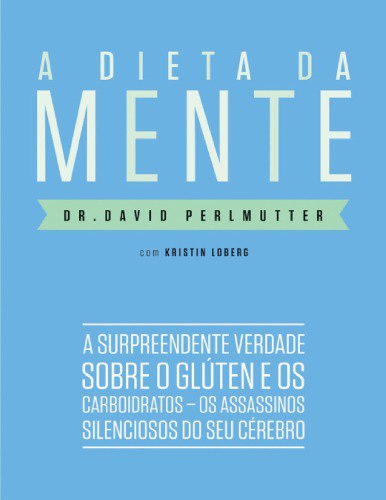 A DIETA DA
MENTE
DR. DAVID PERLMUTTER
com KRISTIN LOBERG
A SURPREENDENTE VERDADE
SOBRE O GLÚTEN E OS
CARBOIDRATOS – OS ASSASSINOS
SILENCIOSOS DO SEU CÉREBRO